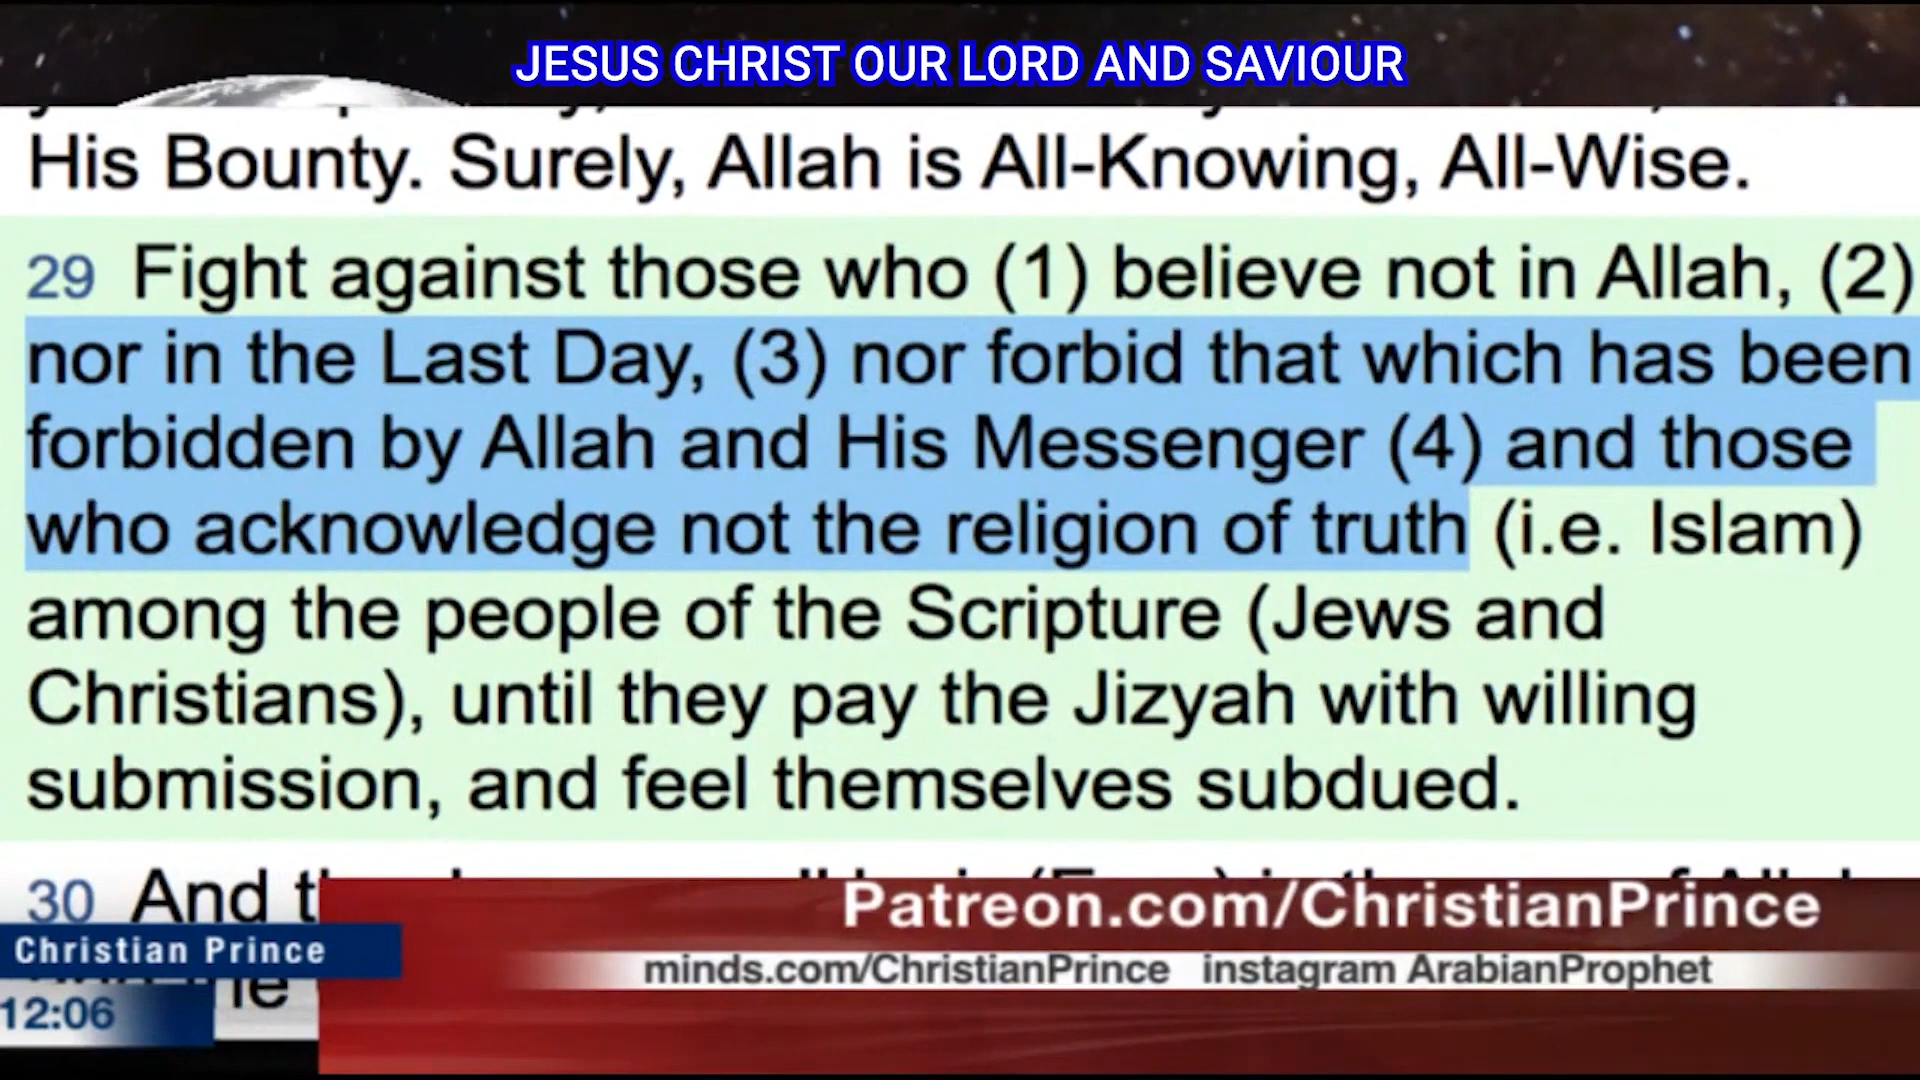 JESUS CHRIST OUR LORD AND SAVIOUR
His Bounty. Surely, Allah is All-Knowing, All-Wise.
29 Fight against those who (1) believe not in Allah, (2)
nor in the Last Day, (3) nor forbid that which has been
forbidden by Allah and His Messenger (4) and those
who acknowledge not the religion of truth (i.e. Islam)
among the people of the Scripture (Jews and
Christians), until they pay the Jizyah with willing
submission, and feel themselves subdued.
30 And
Patreon.com/ChristianPrince
Christian Prince
minds.com/ChristianPrince instagram ArabianProphet
12:06